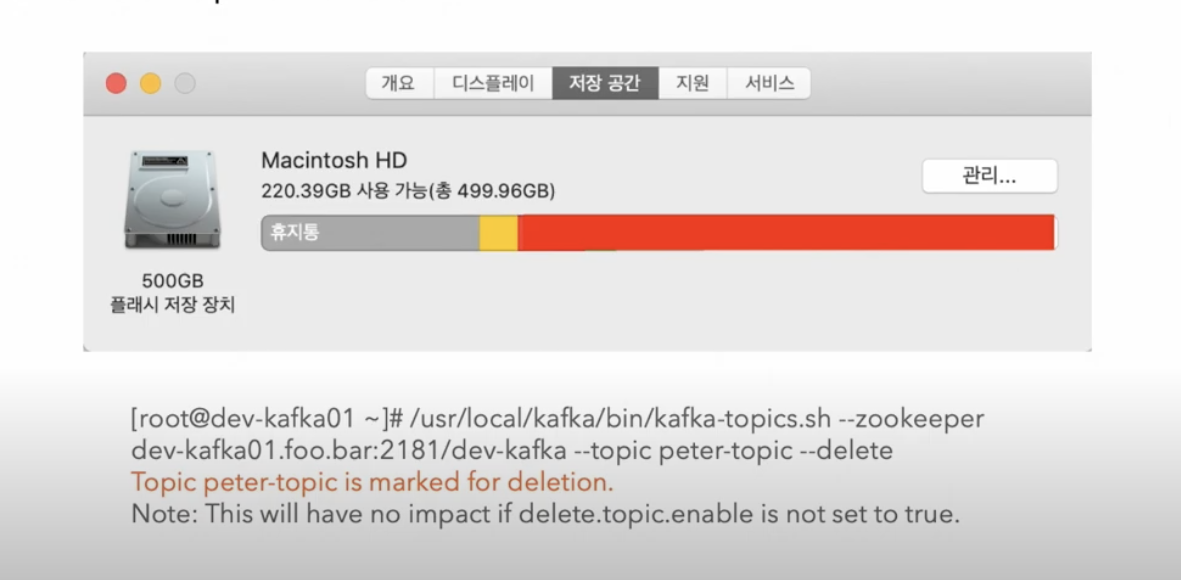 개요 디스플레이 저장 공간 지원 서비스
Macintosh HD
220.39GB 사용 가능(총 499.96GB)
관리...
휴지통
500GB
플래시 저장 장치
[root@dev-kafka01 ~]# /usr/local/kafka/bin/kafka-topics.sh --zookeeper
dev-kafka01.foo.bar:2181/dev-kafka --topic peter-topic --delete
Topic peter-topic is marked for deletion.
Note: This will have no impact if delete.topic.enable is not set to true.